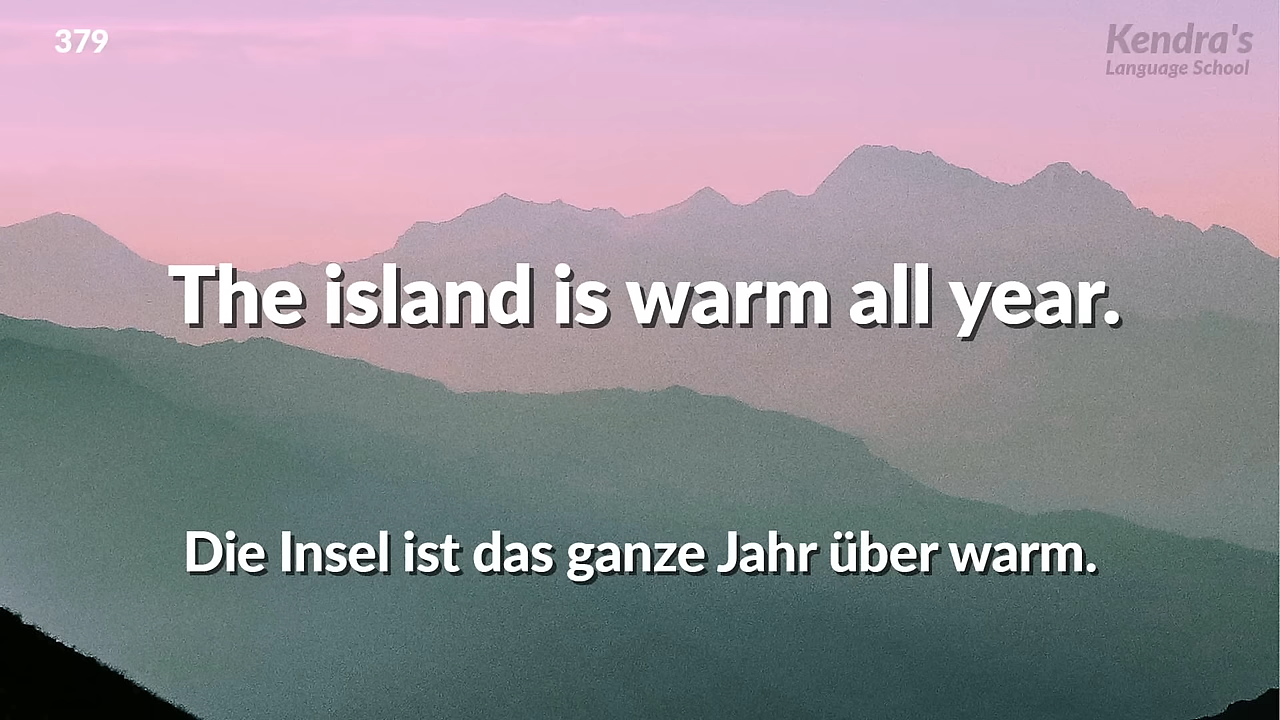 379
Kendra's
Language School
The island is warm all year.
Die Insel ist das ganze Jahr über warm.